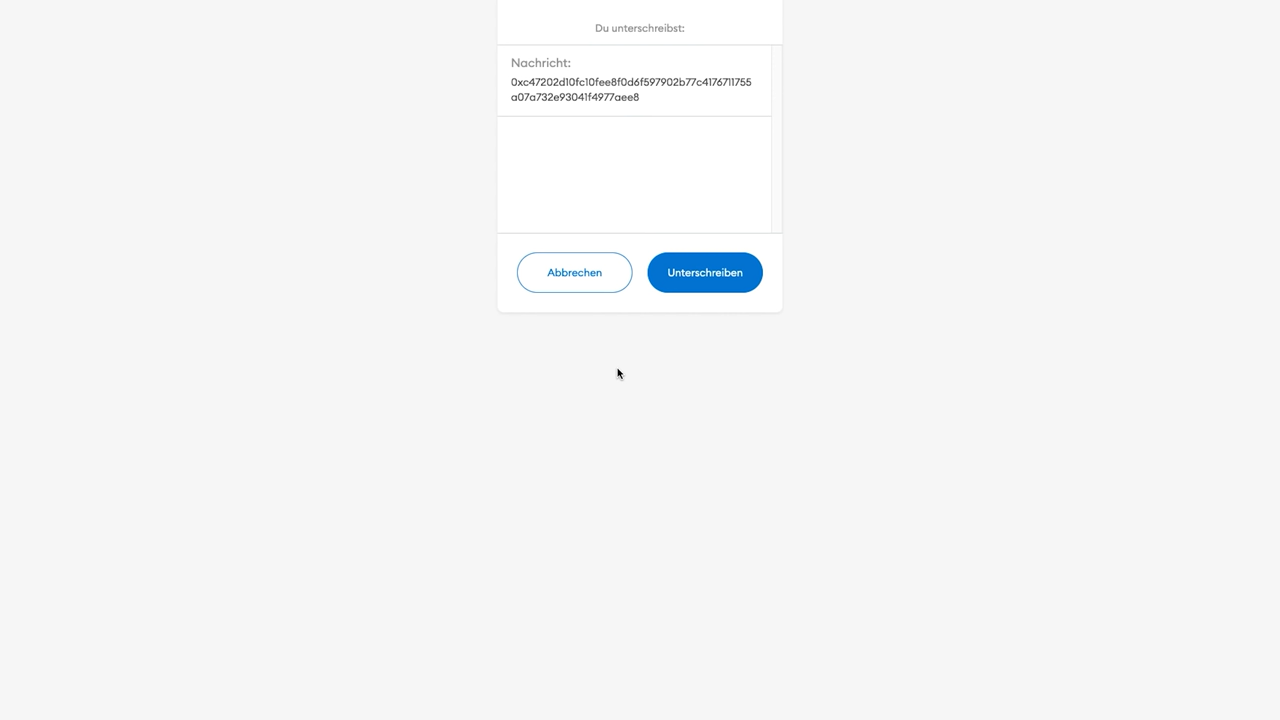 Du unterschreibst:
Nachricht:
0xc47202d10fc10fee8f0d6f597902b77c4176711755
a07a732e93041f4977aee8
Abbrechen
Unterschreiben